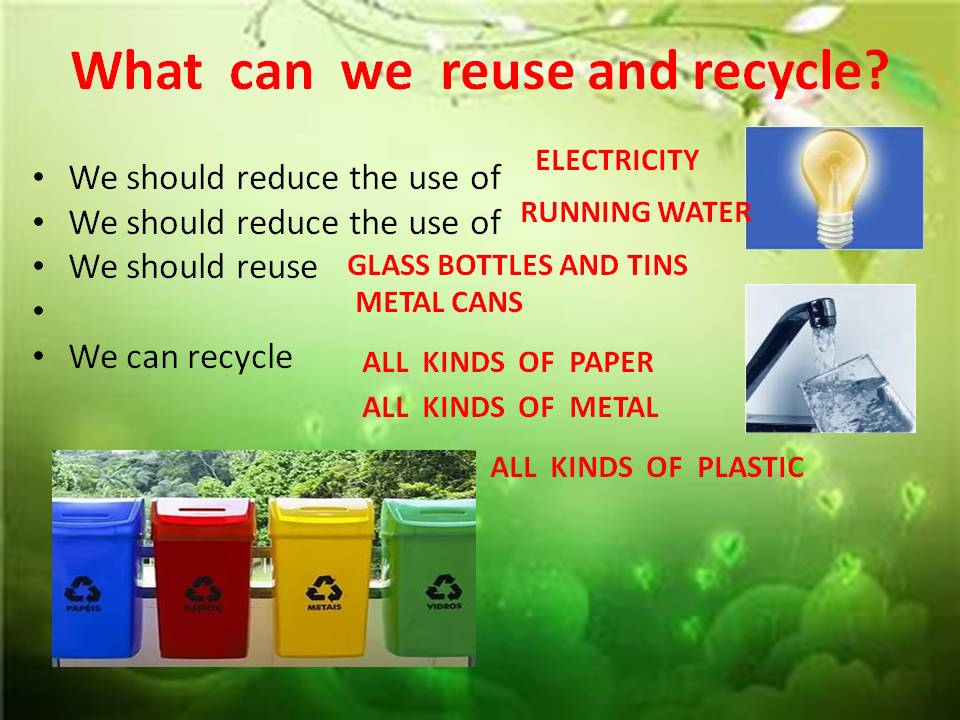 What can we reuse and recycle?
• We should reduce the use of ELECTRICITY
• We should reduce the use of RUNNING WATER
• We should reuse GLASS BOTTLES AND TINS
METAL CANS
•
• We can recycle ALL KINDS OF PAPER
ALL KINDS OF METAL
ALL KINDS OF PLASTIC
PAPÉIS
METAIS
VIDROS